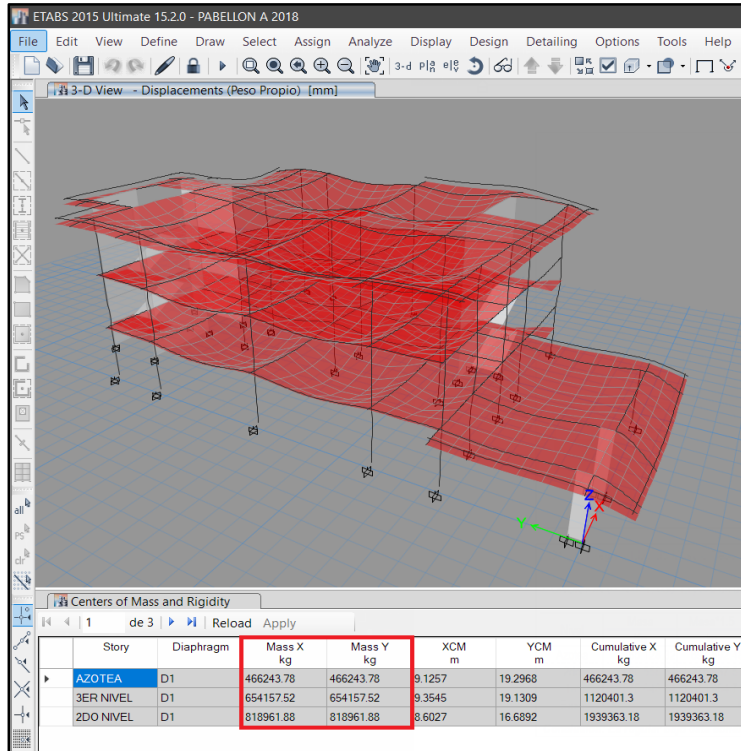 ETABS 2015 Ultimate 15.2.0 - PABELLON A 2018
File Edit View Define Draw Select Assign Analyze Display Design Detailing Options Tools Help
3-d
3-D View - Displacements (Peso Propio) [mm]
all
PS
clr
Z
X
Y
Centers of Mass and Rigidity
1 de 3 Reload Apply
Story Diaphragm Mass X Mass Y XCM YCM Cumulative X Cumulative Y
kg kg m m kg kg
AZOTEA D1 466243.78 466243.78 9.1257 19.2968 466243.78 466243.78
3ER NIVEL D1 654157.52 654157.52 9.3545 19.1309 1120401.3 1120401.3
2DO NIVEL D1 818961.88 818961.88 8.6027 16.6892 1939363.18 1939363.18